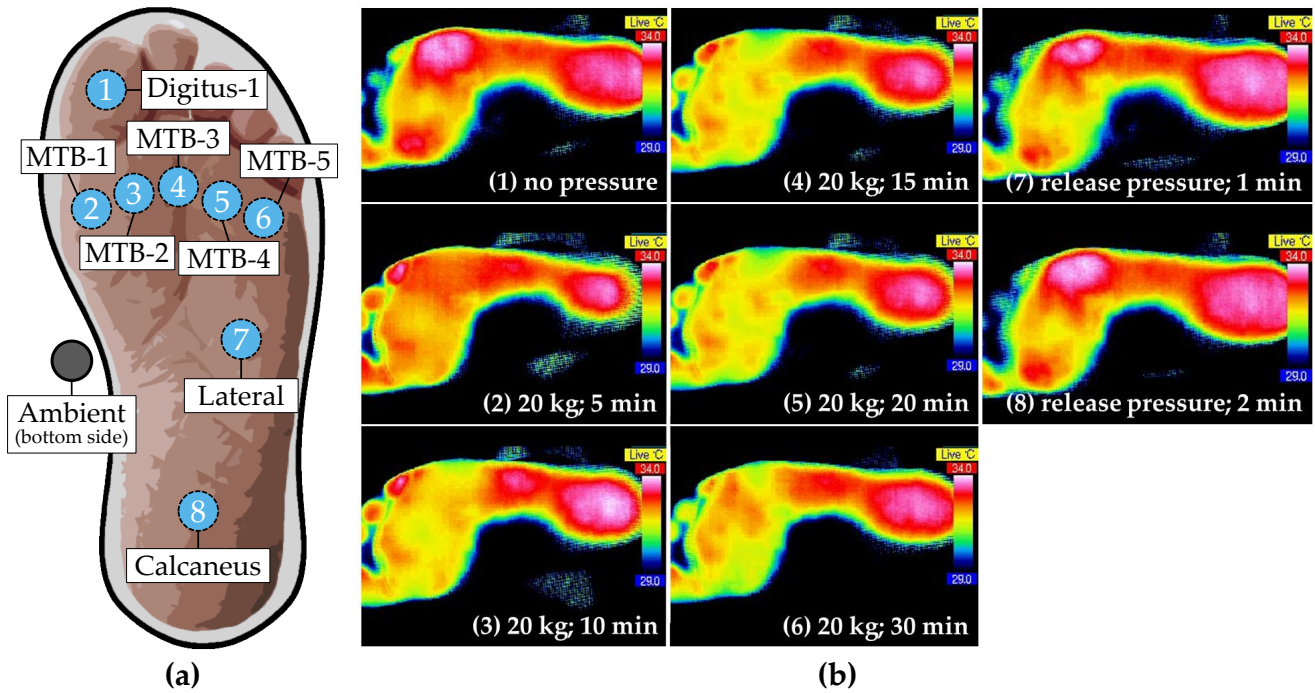 1
Digitus-1
MTB-3
MTB-1
MTB-5
2
3
4
5
6
MTB-2
MTB-4
7
Lateral
Ambient
(bottom side)
8
Calcaneus
(a)
Live °C
34.0
29.0
(1) no pressure
Live °C
34.0
29.0
(2) 20 kg; 5 min
Live °C
34.0
29.0
(3) 20 kg; 10 min
Live °C
34.0
29.0
(4) 20 kg; 15 min
Live °C
34.0
29.0
(5) 20 kg; 20 min
Live °C
34.0
29.0
(6) 20 kg; 30 min
Live °C
34.0
29.0
(7) release pressure; 1 min
Live °C
34.0
29.0
(8) release pressure; 2 min
(b)